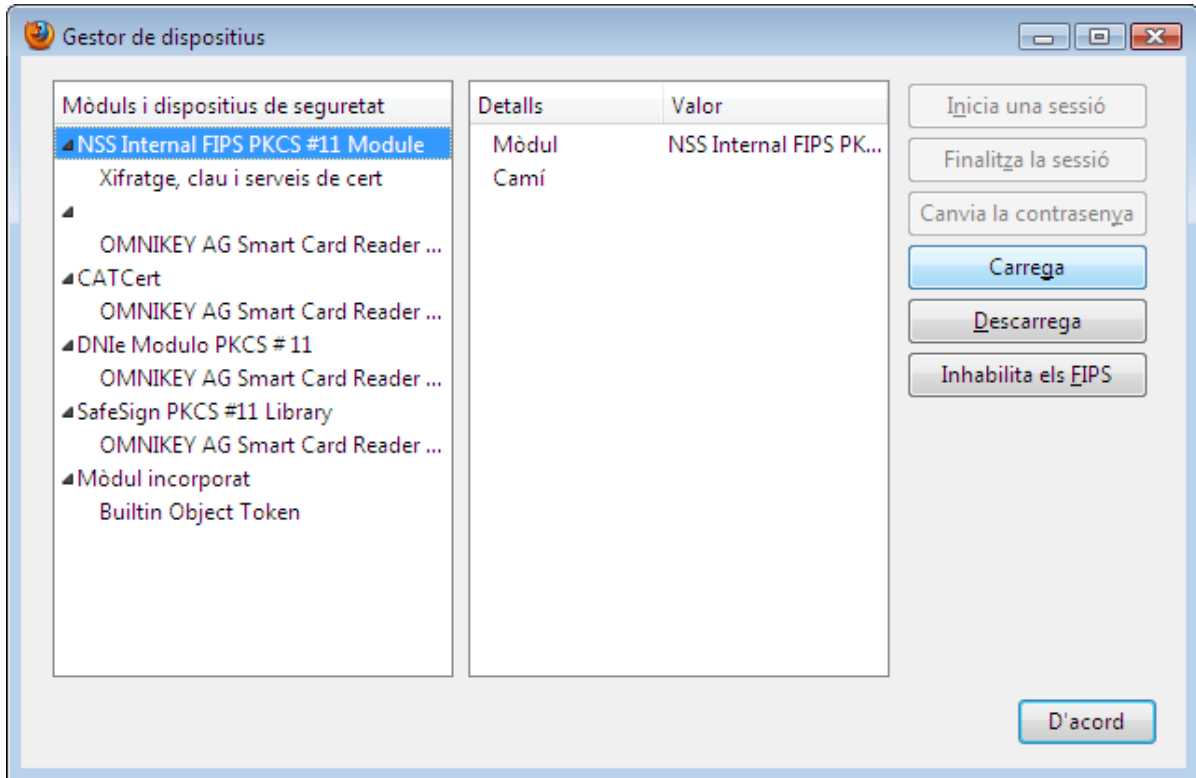 Gestor de dispositius
Mòduls i dispositius de seguretat
NSS Internal FIPS PKCS #11 Module
Xifratge, clau i serveis de cert
OMNIKEY AG Smart Card Reader ...
CATCert
OMNIKEY AG Smart Card Reader ...
DNIe Modulo PKCS # 11
OMNIKEY AG Smart Card Reader ...
SafeSign PKCS #11 Library
OMNIKEY AG Smart Card Reader ...
Mòdul incorporat
Builtin Object Token
Detalls Valor
Mòdul NSS Internal FIPS PK...
Camí
Inicia una sessió
Finalitza la sessió
Canvia la contrasenya
Carrega
Descarrega
Inhabilita els FIPS
D'acord